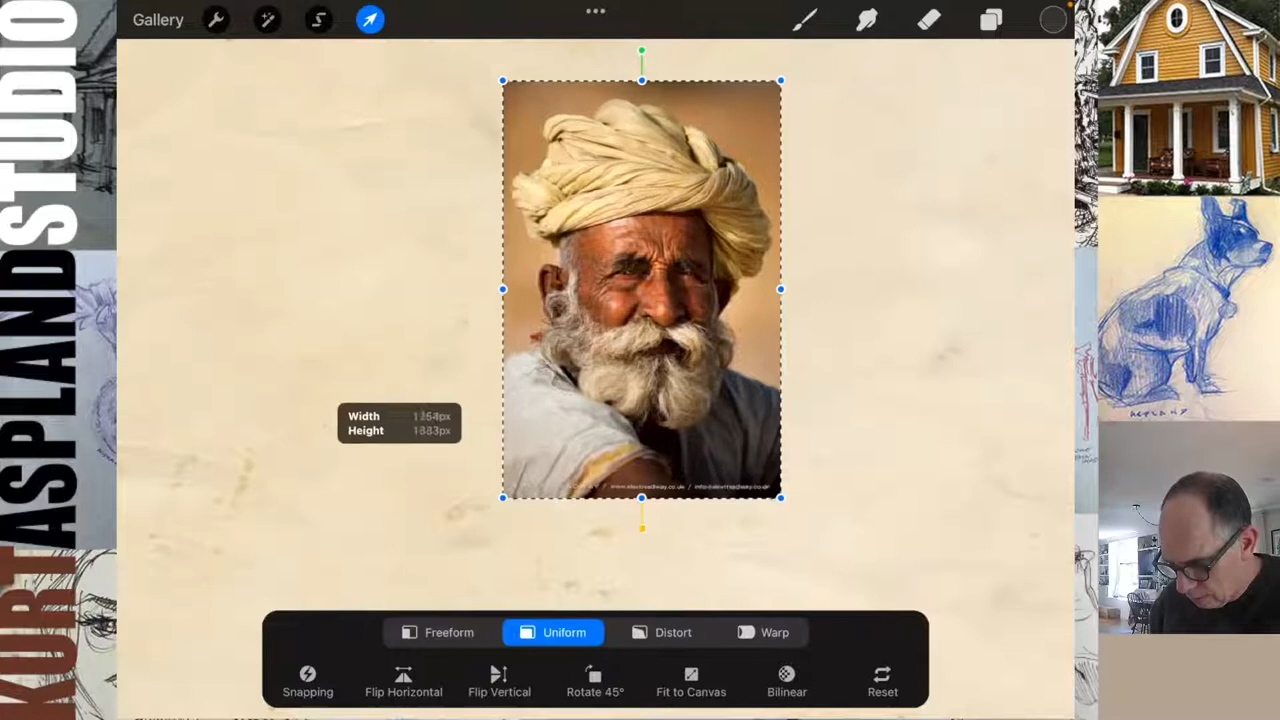 Gallery
KURT ASPLANDSTUDIO
Width
Height
Freeform
Uniform
Distort
Warp
Snapping
Flip Horizontal
Flip Vertical
Rotate 45°
Fit to Canvas
Bilinear
Reset
ASPLAND